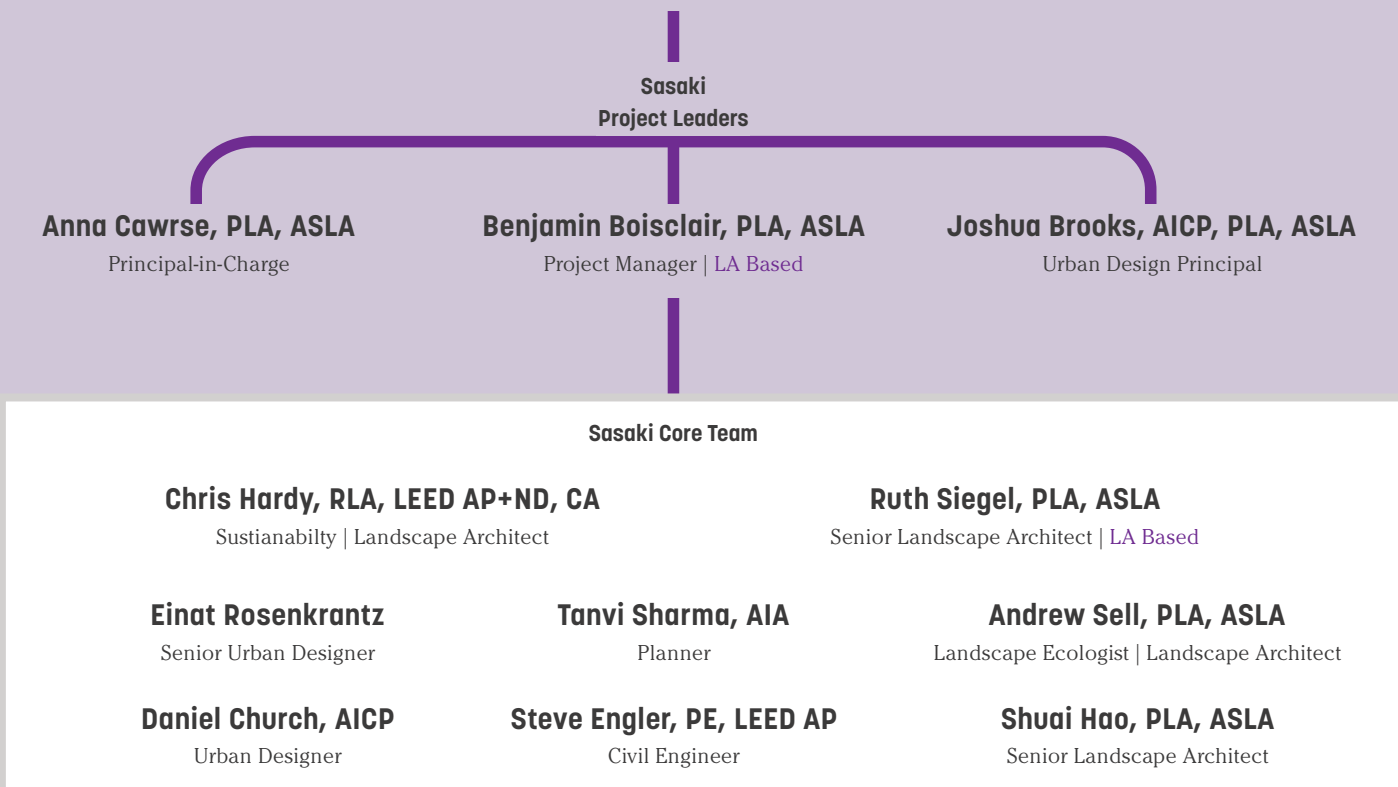 Sasaki
Project Leaders
Anna Cawrse, PLA, ASLA
Principal-in-Charge
Benjamin Boisclair, PLA, ASLA
Project Manager | LA Based
Joshua Brooks, AICP, PLA, ASLA
Urban Design Principal
Sasaki Core Team
Chris Hardy, RLA, LEED AP+ND, CA
Sustianabilty | Landscape Architect
Ruth Siegel, PLA, ASLA
Senior Landscape Architect | LA Based
Einat Rosenkrantz
Senior Urban Designer
Tanvi Sharma, AIA
Planner
Andrew Sell, PLA, ASLA
Landscape Ecologist | Landscape Architect
Daniel Church, AICP
Urban Designer
Steve Engler, PE, LEED AP
Civil Engineer
Shuai Hao, PLA, ASLA
Senior Landscape Architect